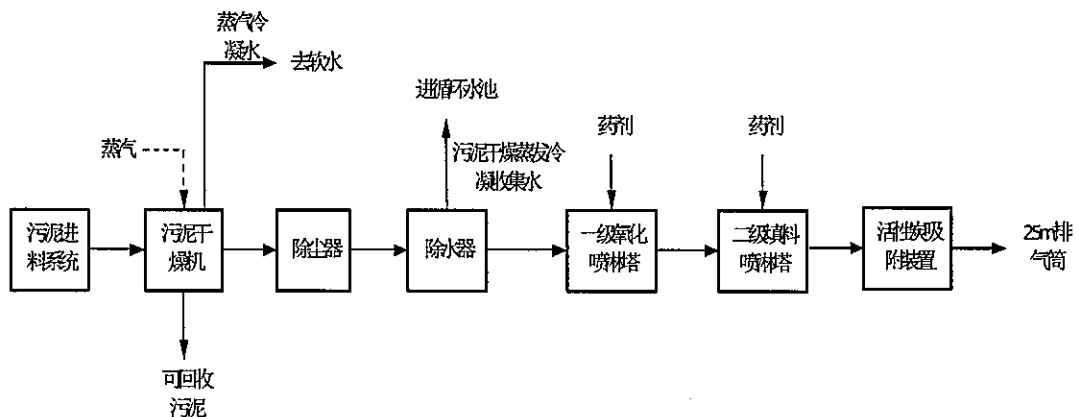 蒸汽冷
凝水
去软水
进循环水池
药剂
药剂
蒸气
污泥干燥蒸发冷
凝收集水
污泥进
料系统
污泥干
燥机
除尘器
除水器
一级氧化
喷淋塔
二级填料
喷淋塔
活性炭吸
附装置
25m排
气筒
可回收
污泥